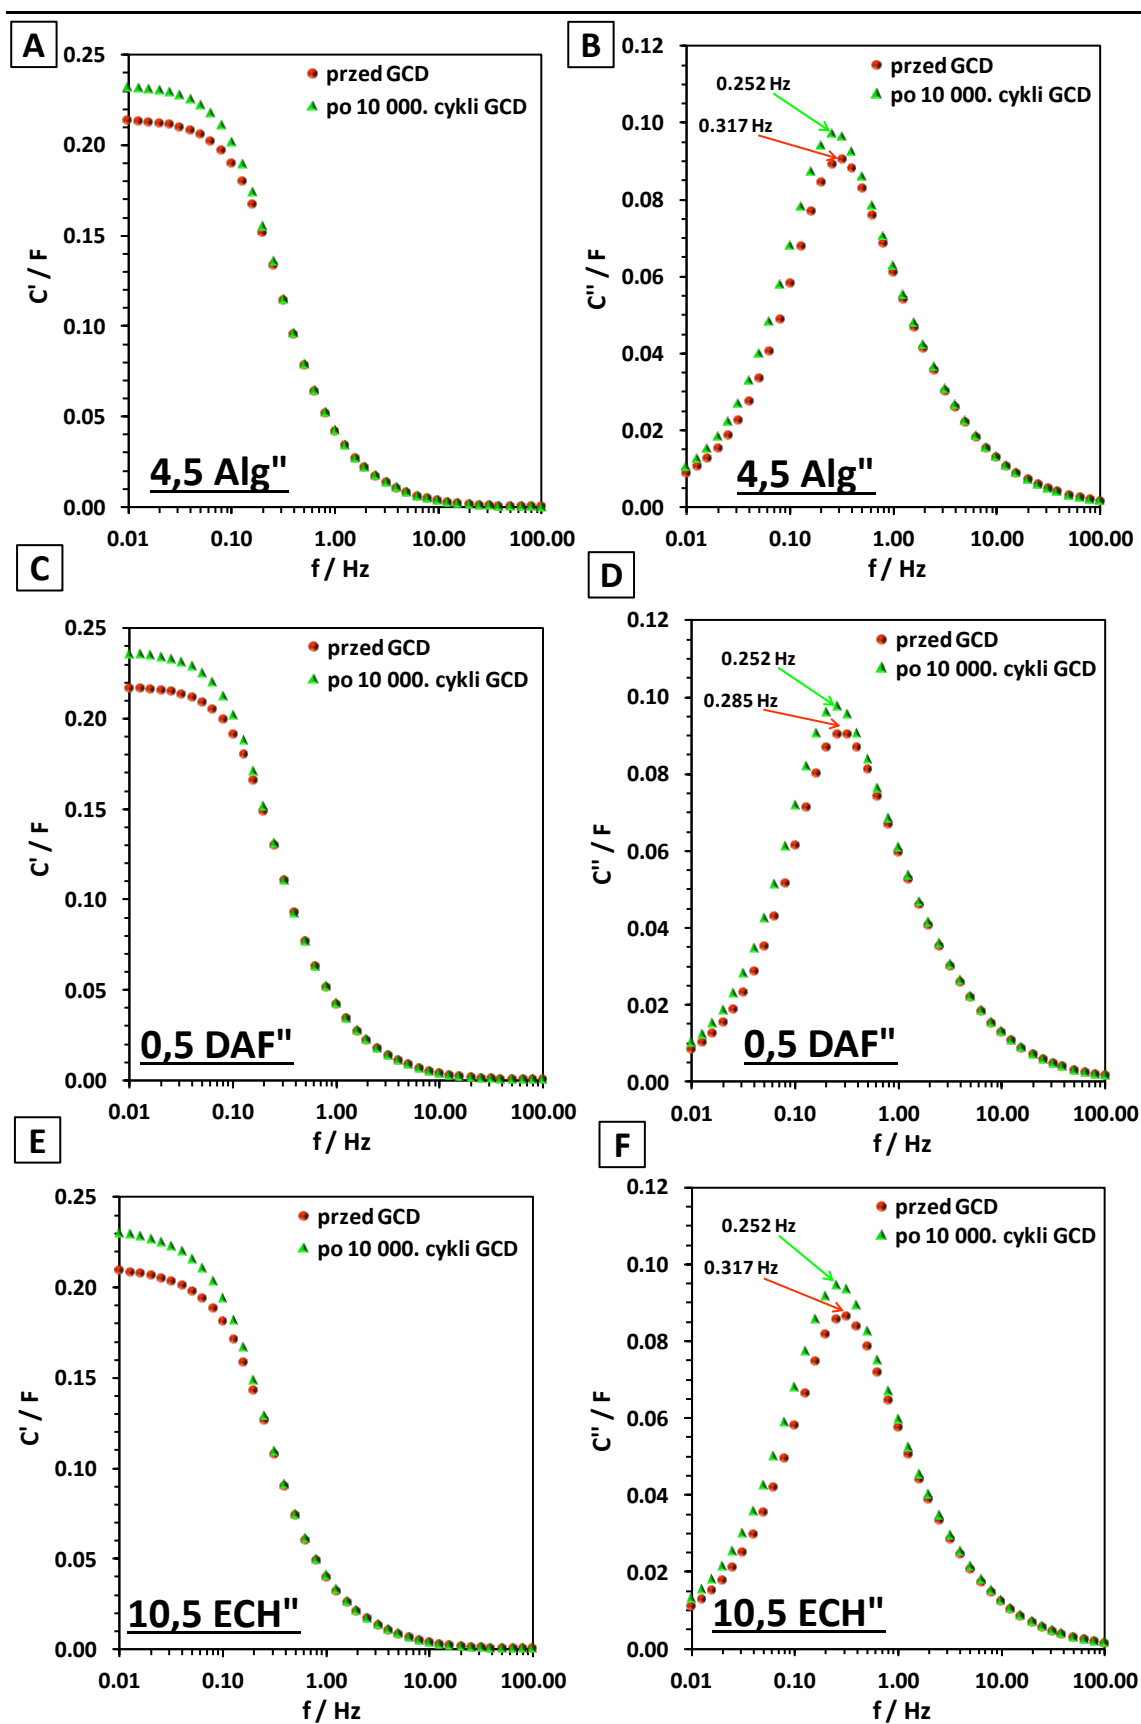 A
0.25
0.20
0.15
0.10
0.05
0.00
C' / F
przed GCD
po 10 000. cykli GCD
4,5 Alg"
0.01 0.10 1.00 10.00 100.00
f / Hz
B
0.12
0.10
0.08
0.06
0.04
0.02
0.00
C'' / F
przed GCD
po 10 000. cykli GCD
0.252 Hz
0.317 Hz
4,5 Alg"
0.01 0.10 1.00 10.00 100.00
f / Hz
C
0.25
0.20
0.15
0.10
0.05
0.00
C' / F
przed GCD
po 10 000. cykli GCD
0,5 DAF"
0.01 0.10 1.00 10.00 100.00
f / Hz
D
0.12
0.10
0.08
0.06
0.04
0.02
0.00
C'' / F
przed GCD
po 10 000. cykli GCD
0.252 Hz
0.285 Hz
0,5 DAF"
0.01 0.10 1.00 10.00 100.00
f / Hz
E
0.25
0.20
0.15
0.10
0.05
0.00
C' / F
przed GCD
po 10 000. cykli GCD
10,5 ECH"
0.01 0.10 1.00 10.00 100.00
f / Hz
F
0.12
0.10
0.08
0.06
0.04
0.02
0.00
C'' / F
przed GCD
po 10 000. cykli GCD
0.252 Hz
0.317 Hz
10,5 ECH"
0.01 0.10 1.00 10.00 100.00
f / Hz